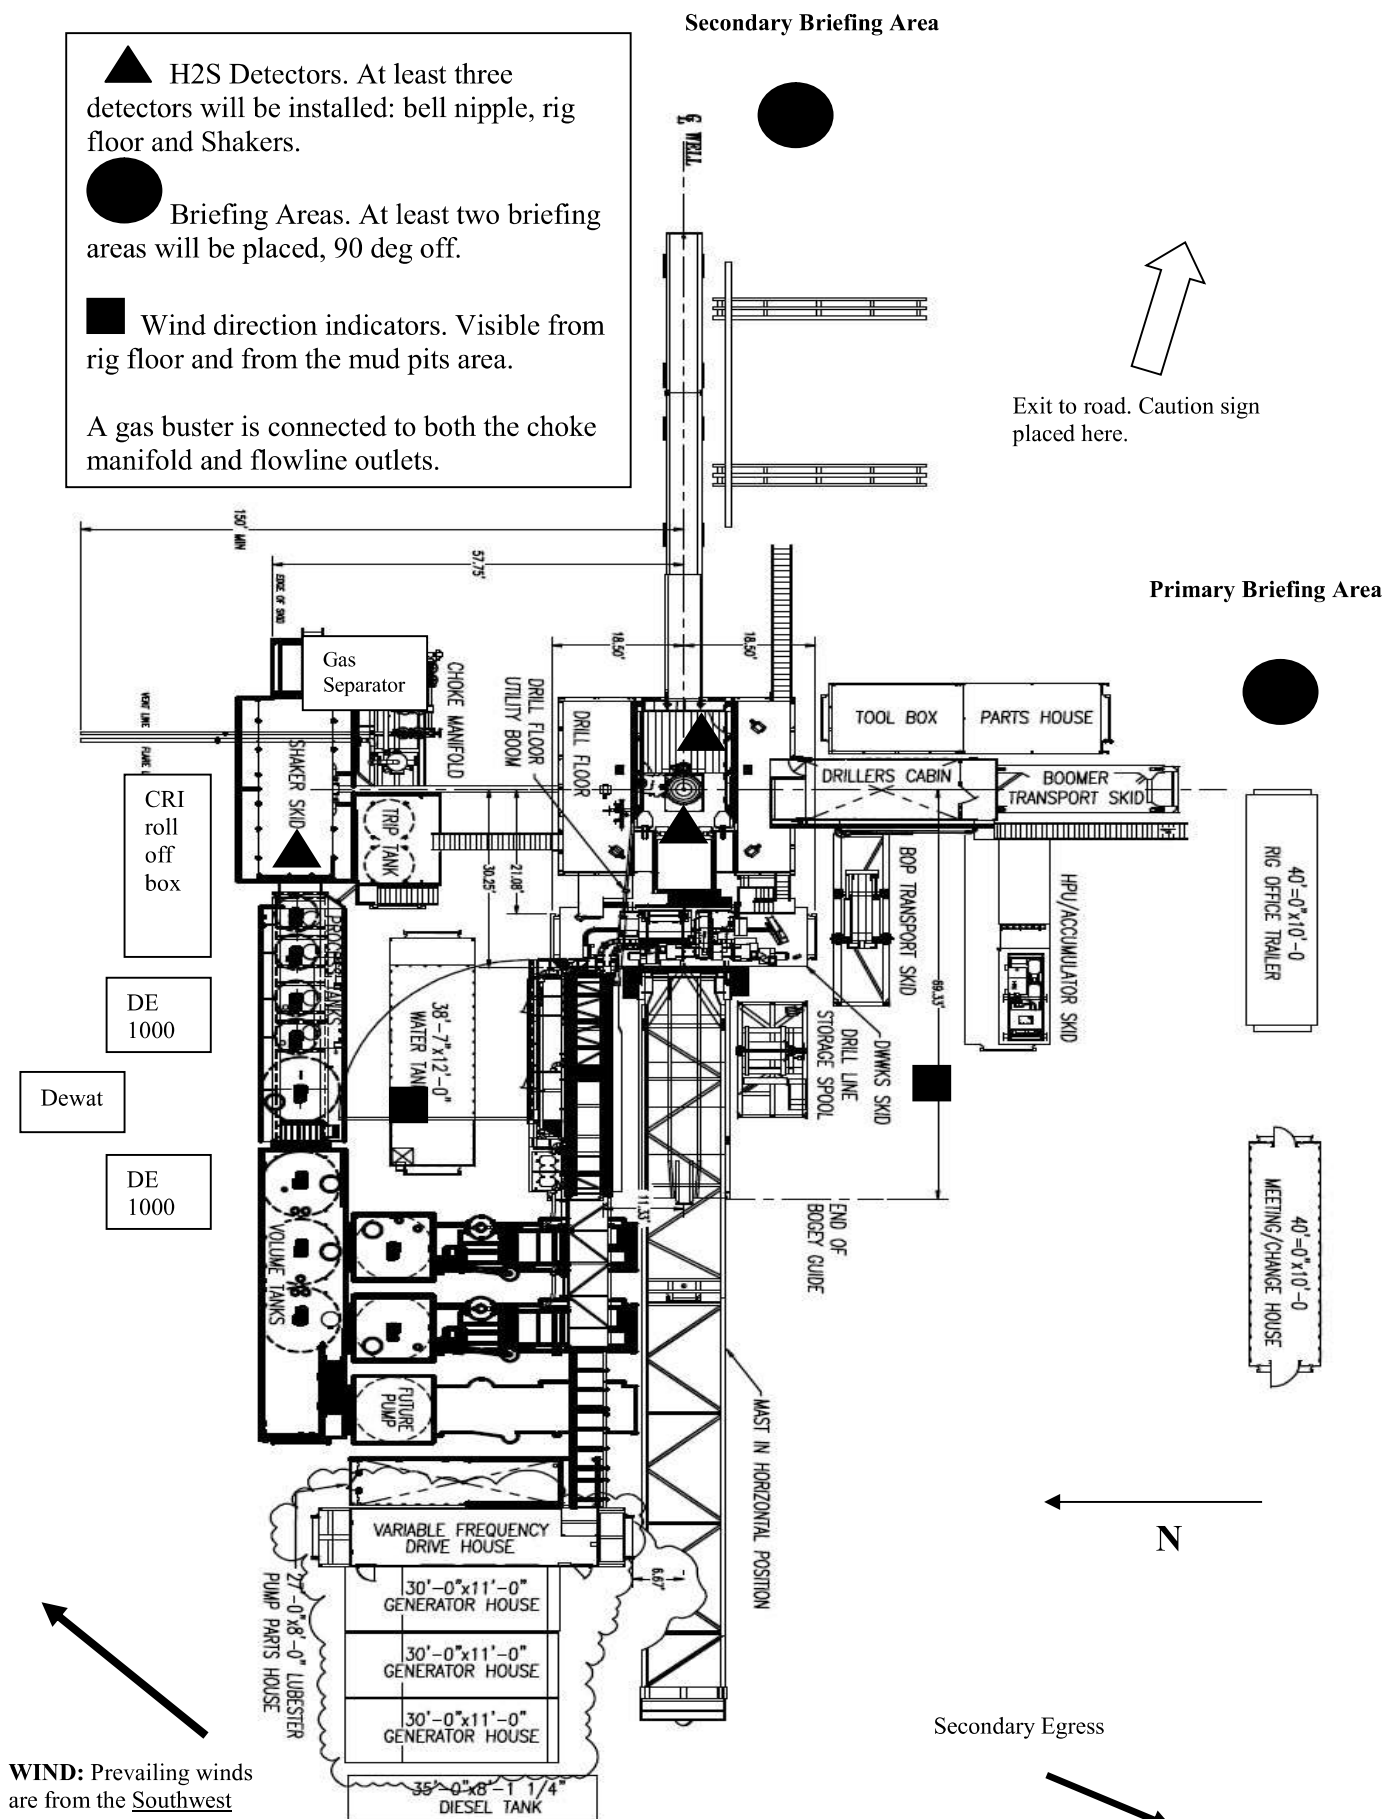 Secondary Briefing Area
H2S Detectors. At least three
detectors will be installed: bell nipple, rig
floor and Shakers.
Briefing Areas. At least two briefing
areas will be placed, 90 deg off.
Wind direction indicators. Visible from
rig floor and from the mud pits area.
A gas buster is connected to both the choke
manifold and flowline outlets.
WELL
Exit to road. Caution sign
placed here.
150' MIN
57.75'
EDGE OF SKID
Primary Briefing Area
18.50'
18.50'
Gas
Separator
CHOKE MANIFOLD
DRILL FLOOR
UTILITY BOOM
DRILL FLOOR
VENT LINE
FLARE L
SHAKER SKID
TOOL BOX
PARTS HOUSE
DRILLERS CABIN
BOOMER
TRANSPORT SKID
CRI
roll
off
box
TRIP TANK
30.25'
21.08'
BOP TRANSPORT SKID
HPU/ACCUMULATOR SKID
40'=0"x10'-0
RIG OFFICE TRAILER
PROCESS TANKS
DE
1000
38'-7"x12'-0"
WATER TANK
69.33'
DWWKS SKID
DRILL LINE
STORAGE SPOOL
Dewat
DE
1000
VOLUME TANKS
11.33'
END OF
BOGEY GUIDE
40'=0"x10'-0
MEETING/CHANGE HOUSE
FUTURE
PUMP
MAST IN HORIZONTAL POSITION
N
VARIABLE FREQUENCY
DRIVE HOUSE
6.67'
27'-0"x8'-0" LUBESTER
PUMP PARTS HOUSE
30'-0"x11'-0"
GENERATOR HOUSE
30'-0"x11'-0"
GENERATOR HOUSE
30'-0"x11'-0"
GENERATOR HOUSE
35'-0"x8'-1 1/4"
DIESEL TANK
WIND: Prevailing winds
are from the Southwest
Secondary Egress